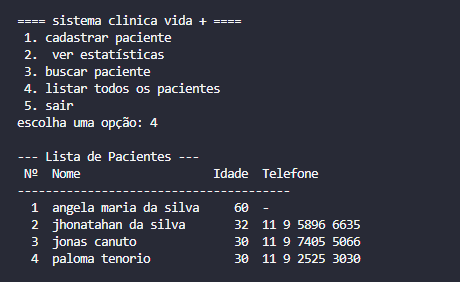 ==== sistema clinica vida + ====
1. cadastrar paciente
2.  ver estatísticas
3. buscar paciente
4. listar todos os pacientes
5. sair
escolha uma opção: 4
--- Lista de Pacientes ---
Nº  Nome                   Idade  Telefone
---------------------------------------
1  angela maria da silva     60  -
2  jhonatahan da silva       32  11 9 5896 6635
3  jonas canuto              30  11 9 7405 5066
4  paloma tenorio            30  11 9 2525 3030